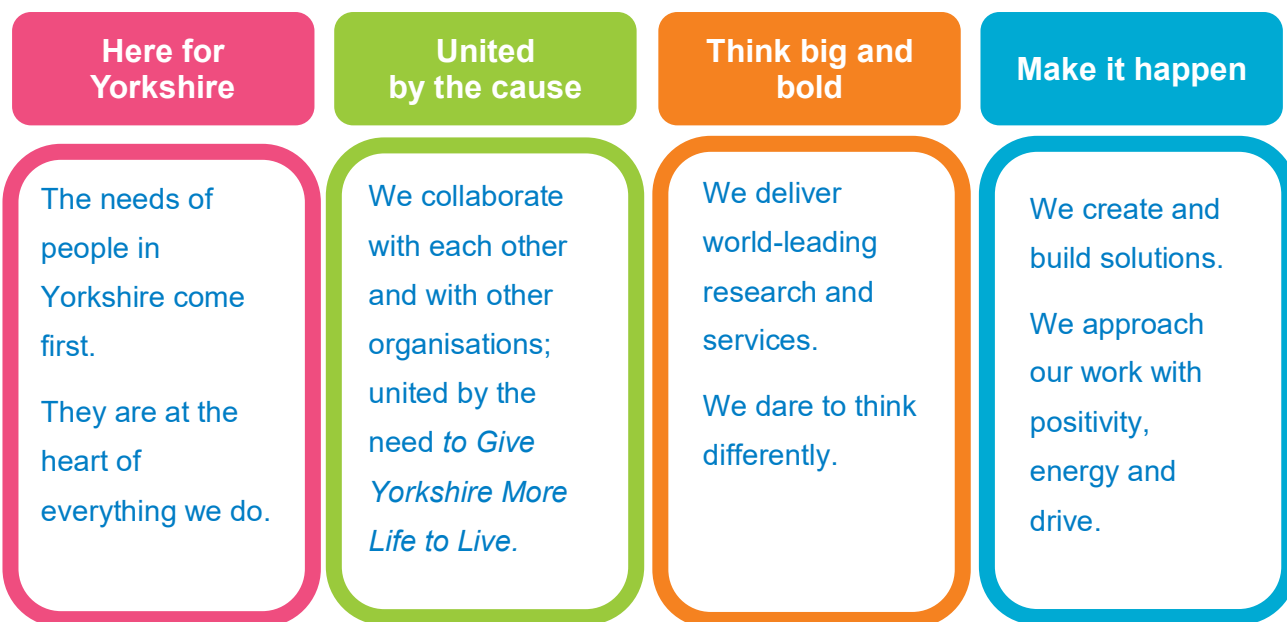 Here for
Yorkshire
The needs of
people in
Yorkshire come
first.
They are at the
heart of
everything we do.
United
by the cause
We collaborate
with each other
and with other
organisations;
united by the
need to Give
Yorkshire More
Life to Live.
Think big and
bold
We deliver
world-leading
research and
services.
We dare to think
differently.
Make it happen
We create and
build solutions.
We approach
our work with
positivity,
energy and
drive.